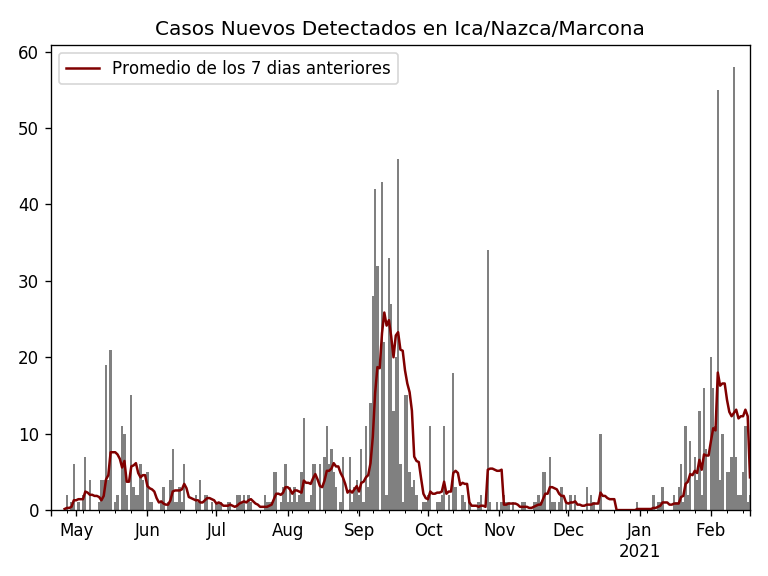 Casos Nuevos Detectados en Ica/Nazca/Marcona
Promedio de los 7 dias anteriores
60
50
40
30
20
10
0
May Jun Jul Aug Sep Oct Nov Dec Jan Feb
2021